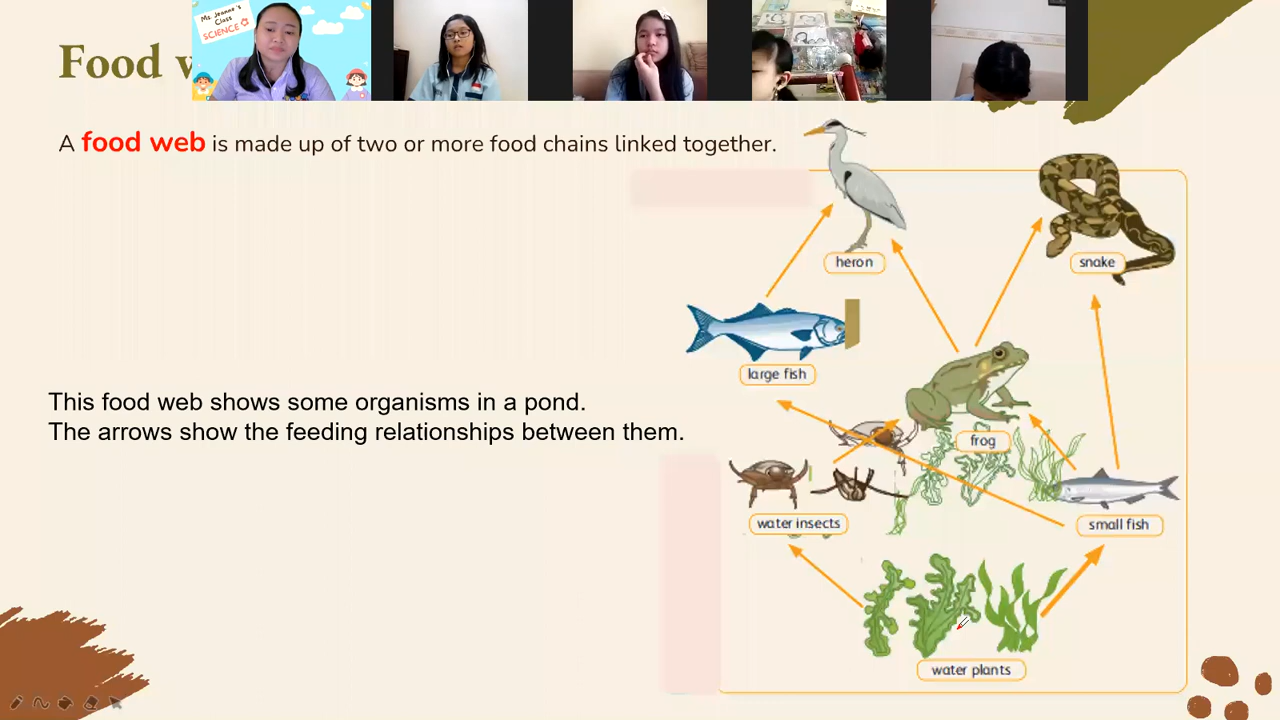 Food w
Ms Jeanne's
Class
SCIENCE
A food web is made up of two or more food chains linked together.
heron
snake
large fish
This food web shows some organisms in a pond.
The arrows show the feeding relationships between them.
frog
water insects
small fish
water plants